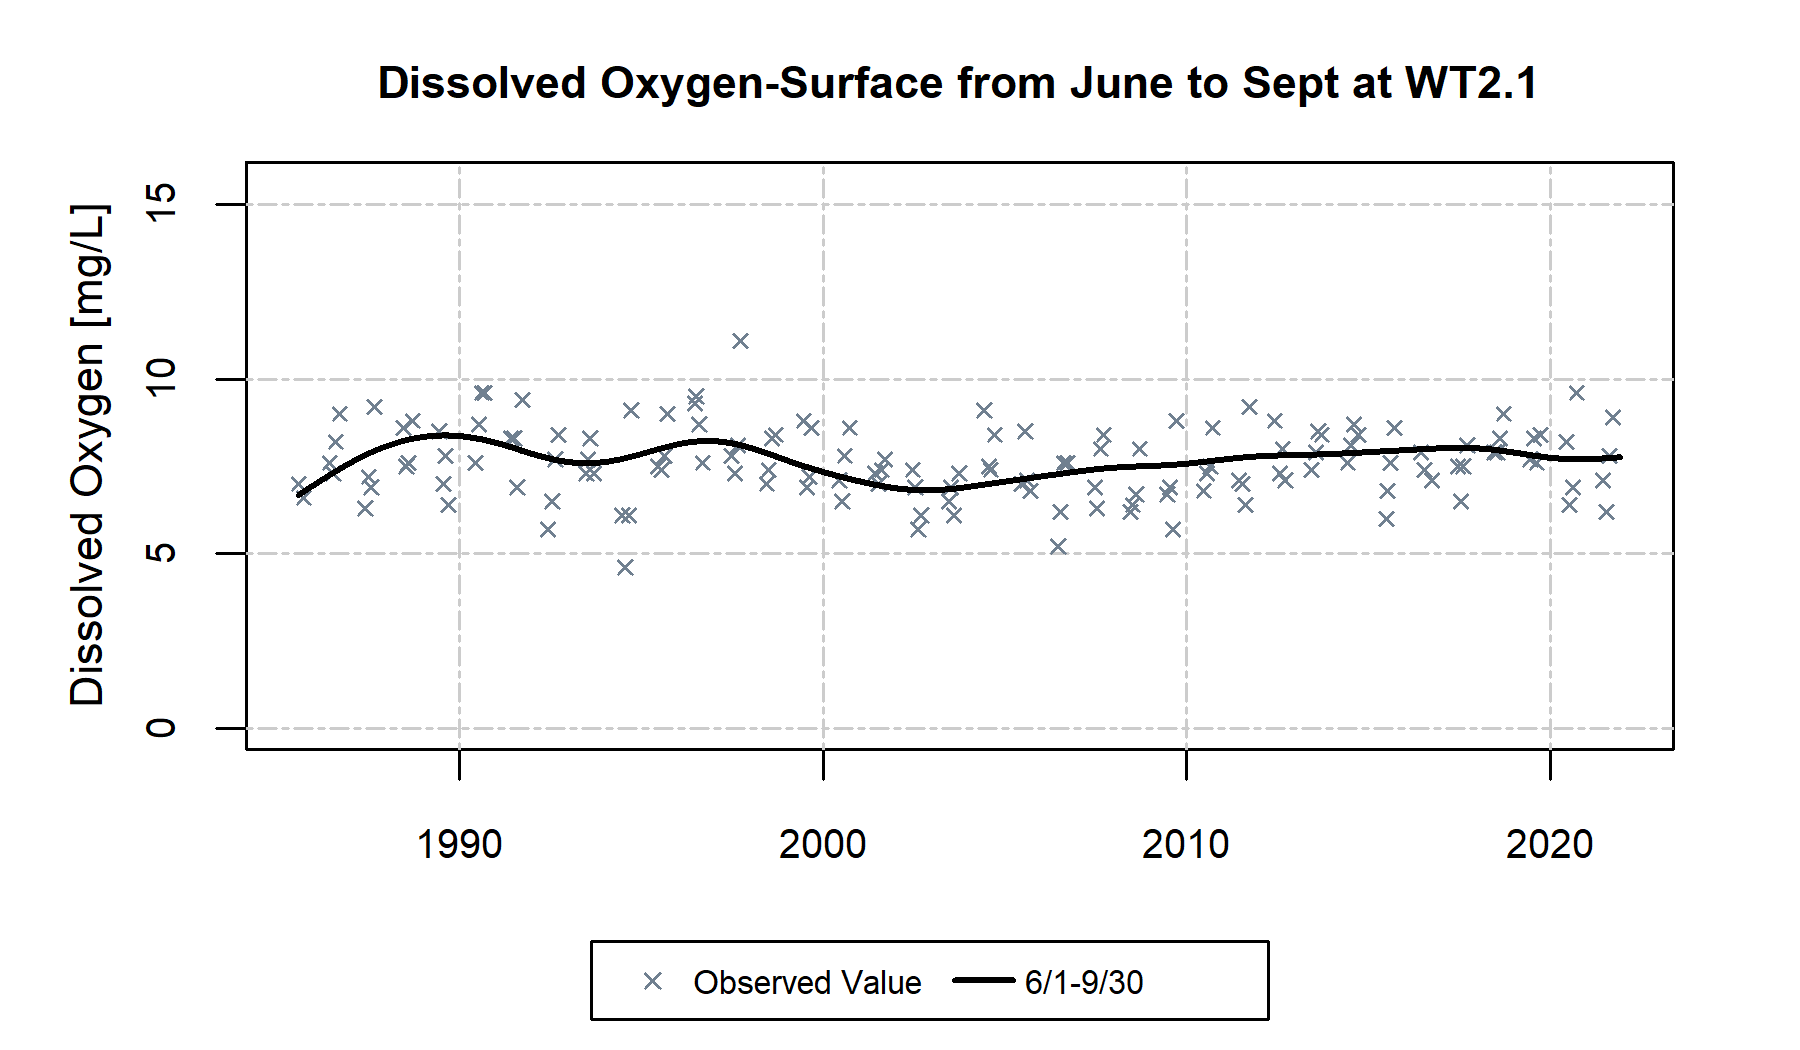 Dissolved Oxygen-Surface from June to Sept at WT2.1
Dissolved Oxygen [mg/L]
15
10
5
0
1990 2000 2010 2020
Observed Value 6/1-9/30